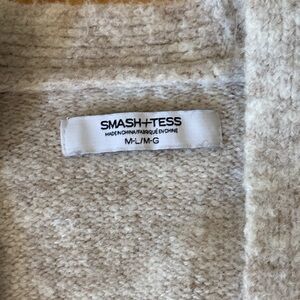 SMASH+TESS
MADE IN CHINA/FABRIQUÉ EN CHINE
M-L/M-G